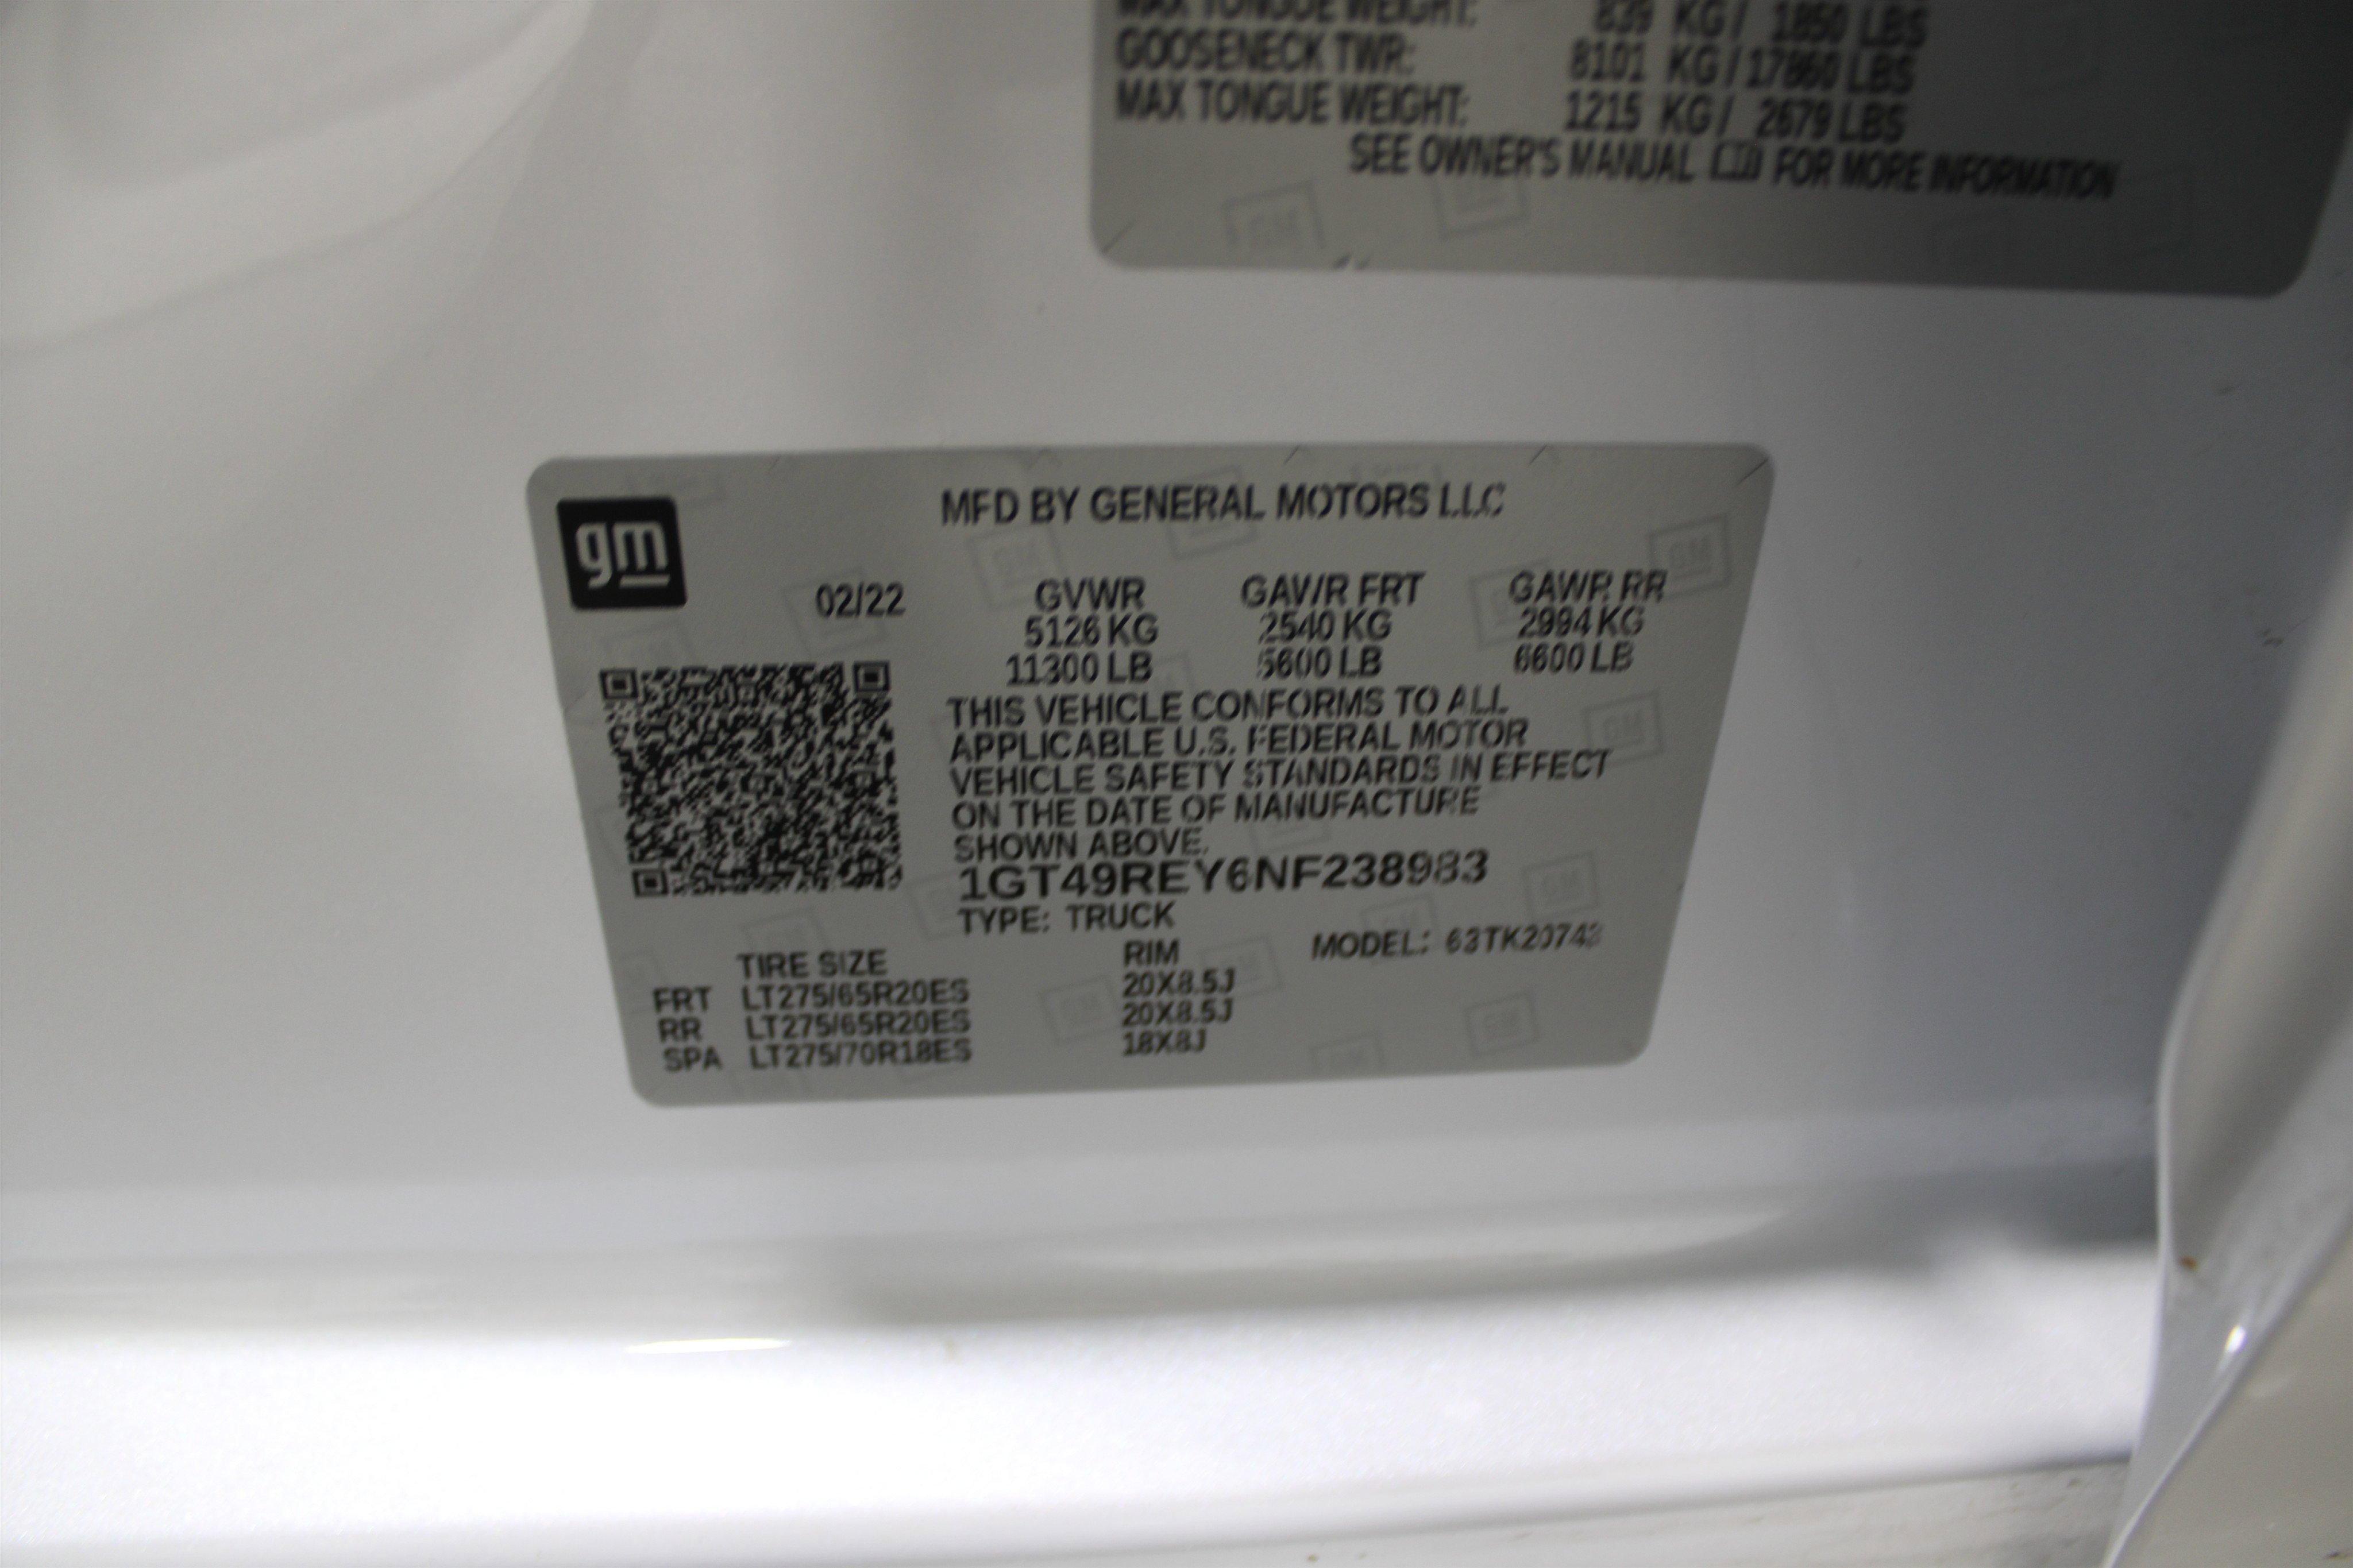 MAX TONGUE WEIGHT: 839 KG / 1850 LBS
GOOSENECK TWR: 8101 KG / 17860 LBS
MAX TONGUE WEIGHT: 1215 KG / 2679 LBS
SEE OWNER'S MANUAL FOR MORE INFORMATION
gm
MFD BY GENERAL MOTORS LLC
02/22 GVWR GAWR FRT GAWR RR
5126 KG 2540 KG 2994 KG
11300 LB 5600 LB 6600 LB
THIS VEHICLE CONFORMS TO ALL
APPLICABLE U.S. FEDERAL MOTOR
VEHICLE SAFETY STANDARDS IN EFFECT
ON THE DATE OF MANUFACTURE
SHOWN ABOVE.
1GT49REY6NF238983
TYPE: TRUCK
TIRE SIZE RIM MODEL: 63TK20743
FRT LT275/65R20ES 20X8.5J
RR LT275/65R20ES 20X8.5J
SPA LT275/70R18ES 18X8J